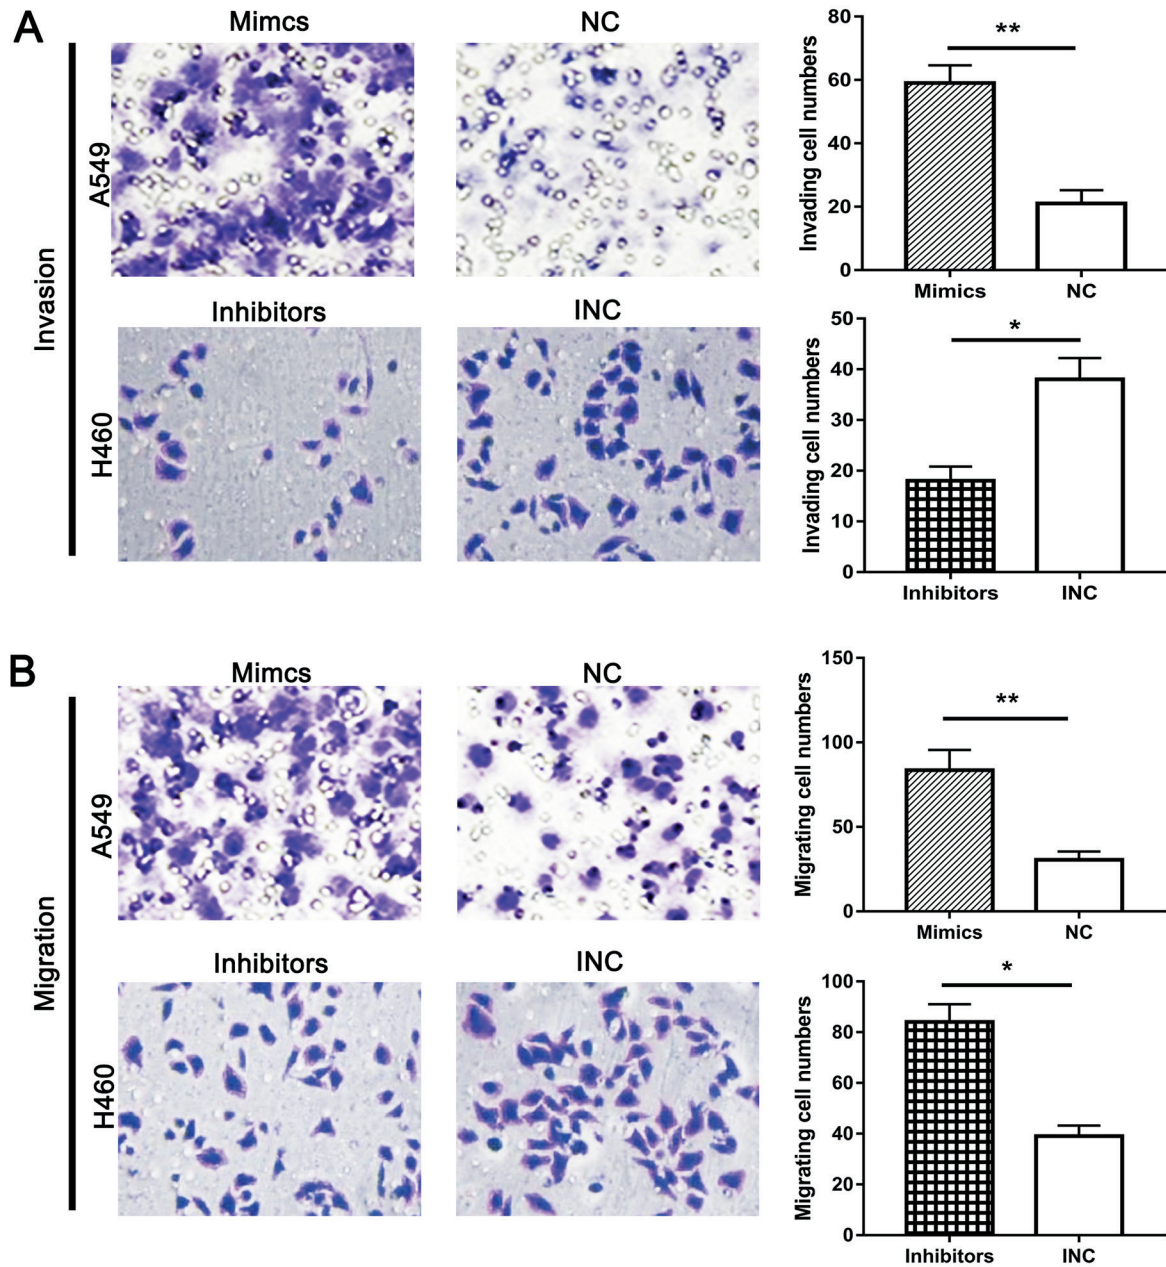 A
Mimcs
NC
Invasion
A549
Invading cell numbers
80
60
40
20
0
**
Mimics
NC
Inhibitors
INC
H460
Invading cell numbers
50
40
30
20
10
0
*
Inhibitors
INC
B
Mimcs
NC
Migration
A549
Migrating cell numbers
150
100
50
0
**
Mimics
NC
Inhibitors
INC
H460
Migrating cell numbers
100
80
60
40
20
0
*
Inhibitors
INC